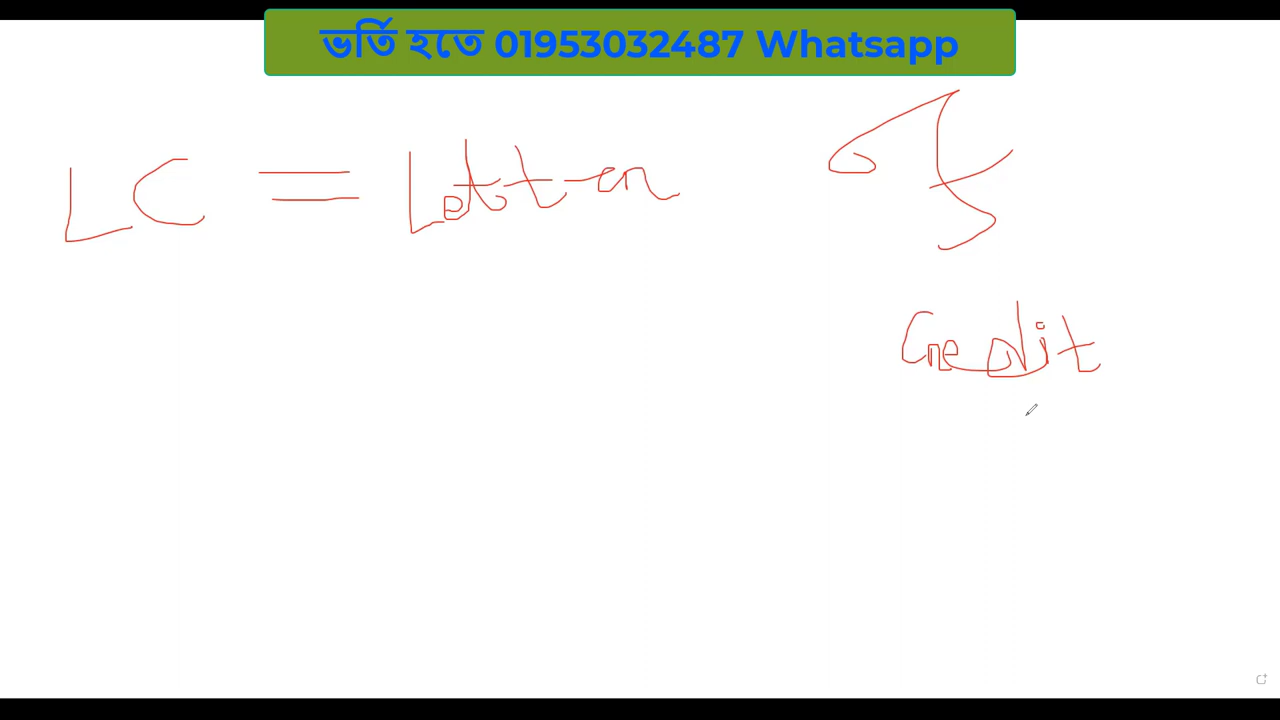 ভর্তি হতে 01953032487 Whatsapp
LC = Letter of
Credit